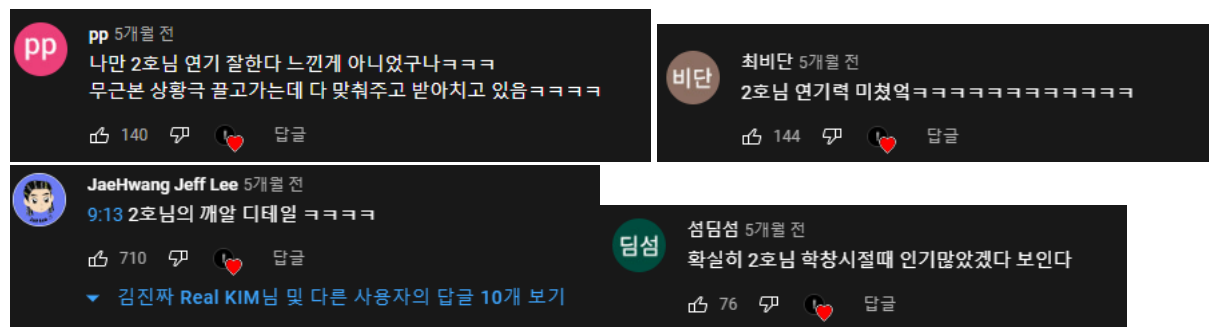 pp
pp 5개월 전
나만 2호님 연기 잘한다 느낀게 아니었구나ㅋㅋㅋ
무근본 상황극 끌고가는데 다 맞춰주고 받아치고 있음ㅋㅋㅋㅋ
140 답글
비단
최비단 5개월 전
2호님 연기력 미쳤엌ㅋㅋㅋㅋㅋㅋㅋㅋㅋㅋㅋㅋ
144 답글
JaeHwang Jeff Lee 5개월 전
9:13 2호님의 깨알 디테일 ㅋㅋㅋㅋ
710 답글
김진짜 Real KIM님 및 다른 사용자의 답글 10개 보기
딤섬
섬딤섬 5개월 전
확실히 2호님 학창시절때 인기많았겠다 보인다
76 답글